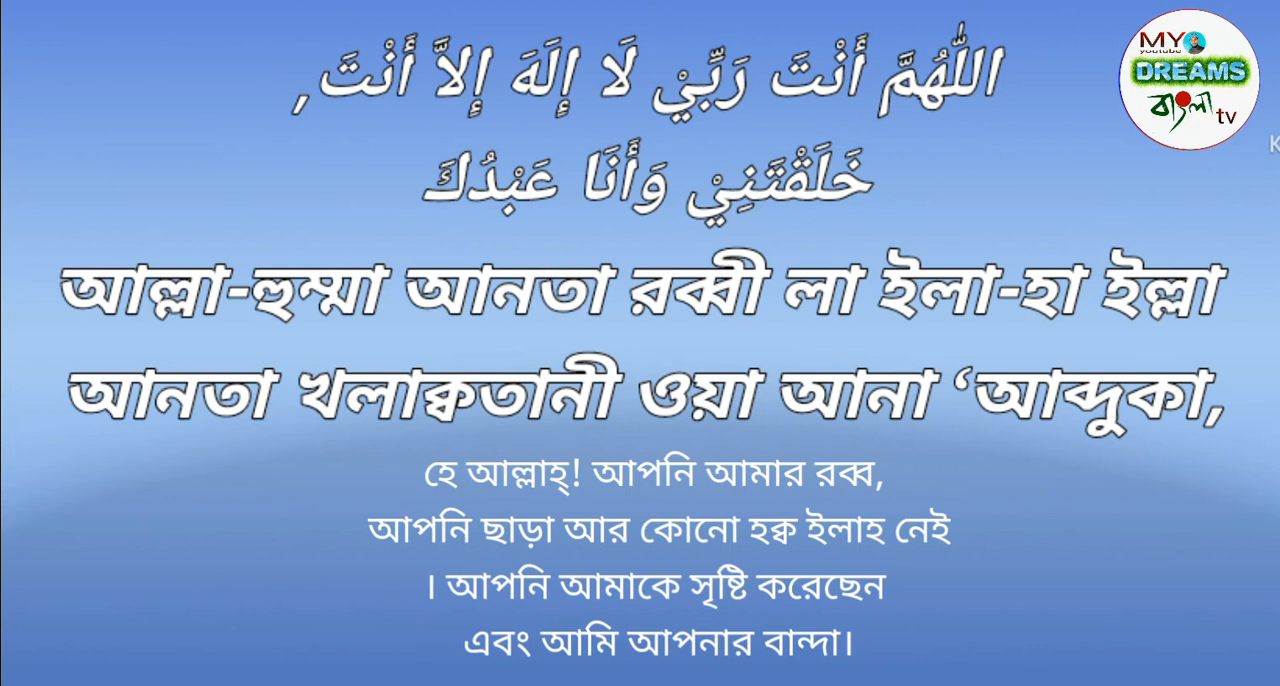 اللّٰهُمَّ أَنْتَ رَبِّيْ لَا إِلَهَ إِلاَّ أَنْتَ,
خَلَقْتَنِيْ وَأَنَا عَبْدُكَ
আল্লা-হুম্মা আনতা রব্বী লা ইলা-হা ইল্লা
আনতা খলাক্বতানী ওয়া আনা ‘আব্দুকা,
হে আল্লাহ্! আপনি আমার রব্ব,
আপনি ছাড়া আর কোনো হক্ব ইলাহ নেই
। আপনি আমাকে সৃষ্টি করেছেন
এবং আমি আপনার বান্দা।
MY
youtube
DREAMS
বাংলা tv
K